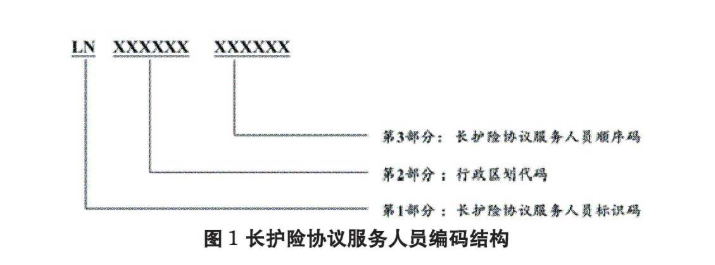 LN XXXXXX XXXXXX
第3部分：长护险协议服务人员顺序码
第2部分：行政区划代码
第1部分：长护险协议服务人员标识码
图 1 长护险协议服务人员编码结构